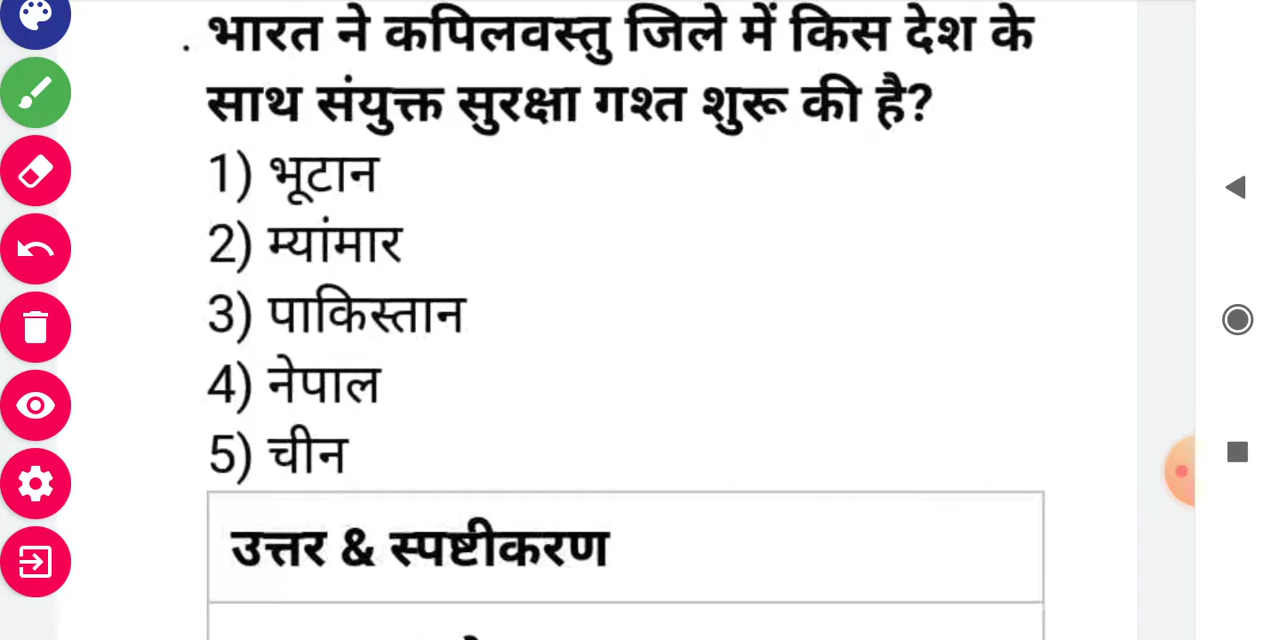 . भारत ने कपिलवस्तु जिले में किस देश के
साथ संयुक्त सुरक्षा गश्त शुरू की है?
1) भूटान
2) म्यांमार
3) पाकिस्तान
4) नेपाल
5) चीन
उत्तर & स्पष्टीकरण